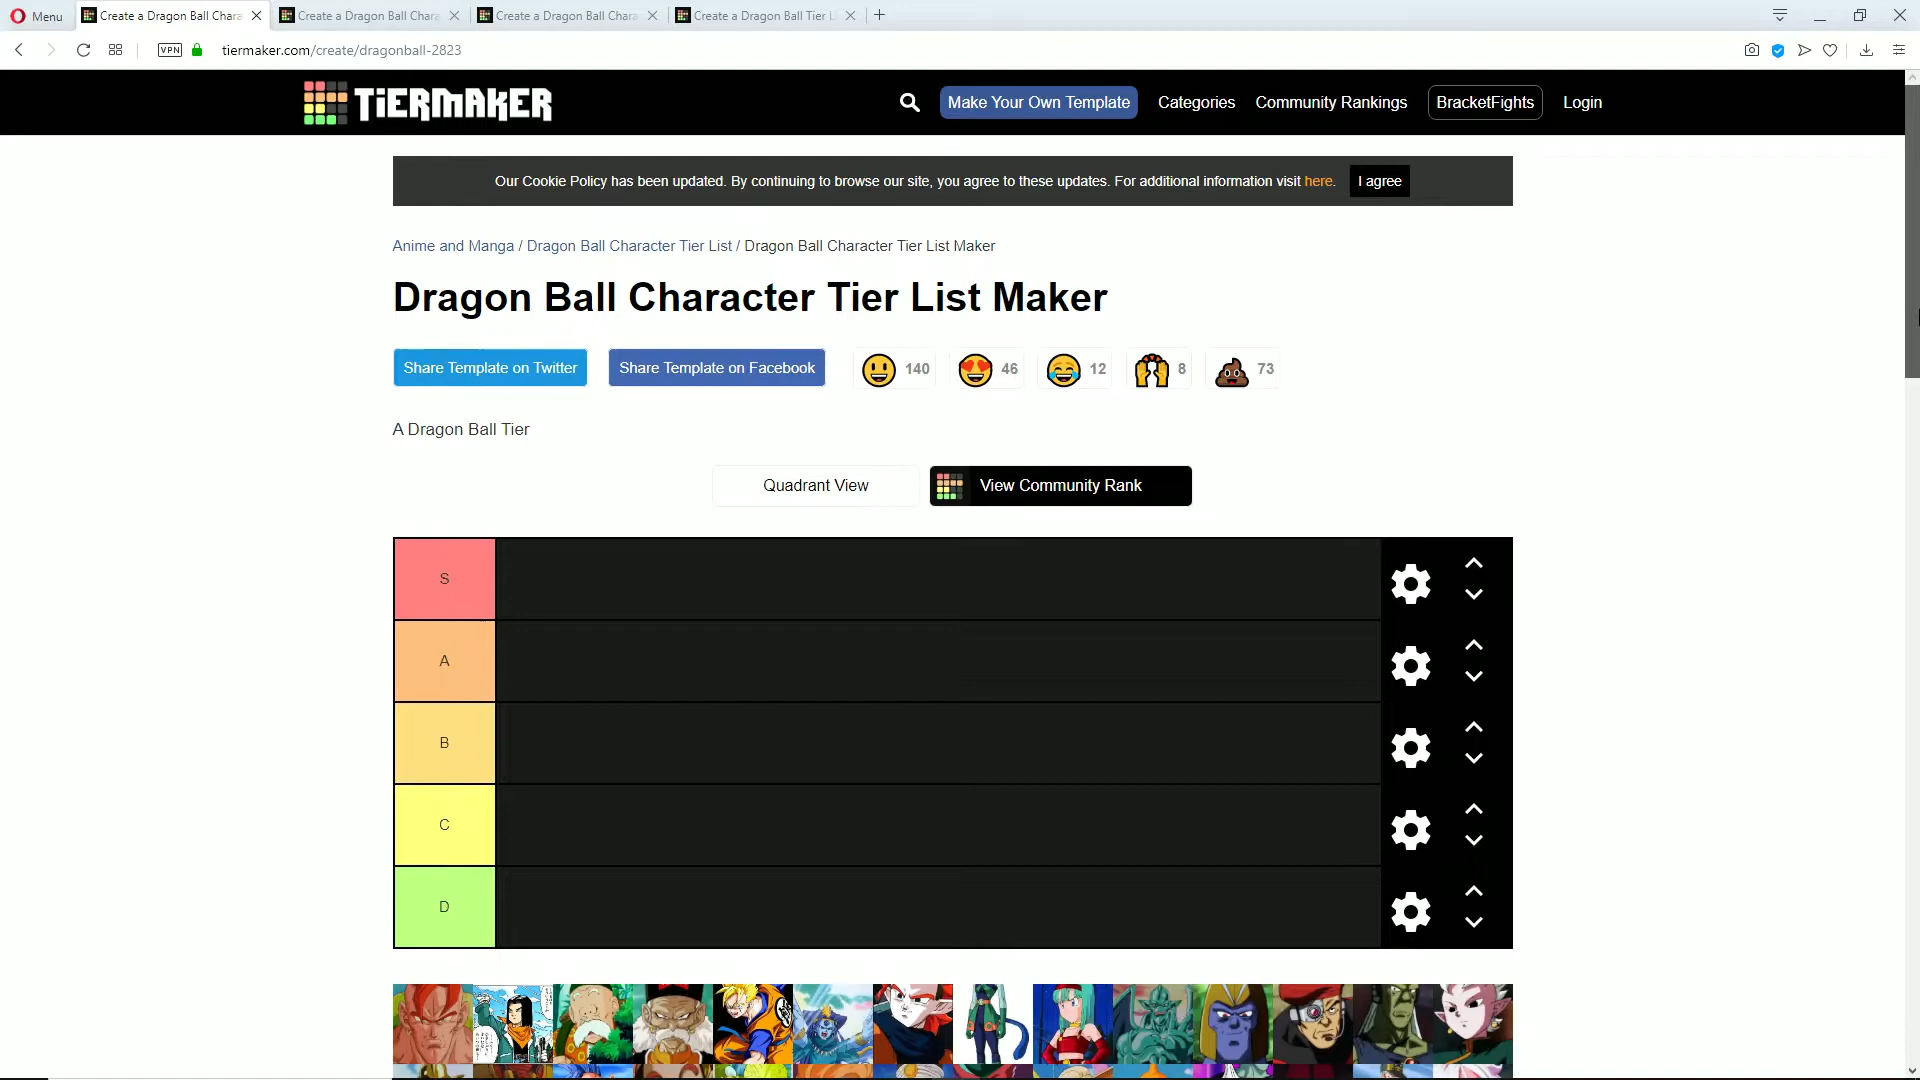 Menu
Create a Dragon Ball Chara
Create a Dragon Ball Chara
Create a Dragon Ball Chara
Create a Dragon Ball Tier L
VPN
tiermaker.com/create/dragonball-2823
TiERMAKER
Make Your Own Template
Categories
Community Rankings
BracketFights
Login
Our Cookie Policy has been updated. By continuing to browse our site, you agree to these updates. For additional information visit here.
I agree
Anime and Manga / Dragon Ball Character Tier List / Dragon Ball Character Tier List Maker
Dragon Ball Character Tier List Maker
Share Template on Twitter
Share Template on Facebook
140
46
12
8
73
A Dragon Ball Tier
Quadrant View
View Community Rank
S
A
B
C
D